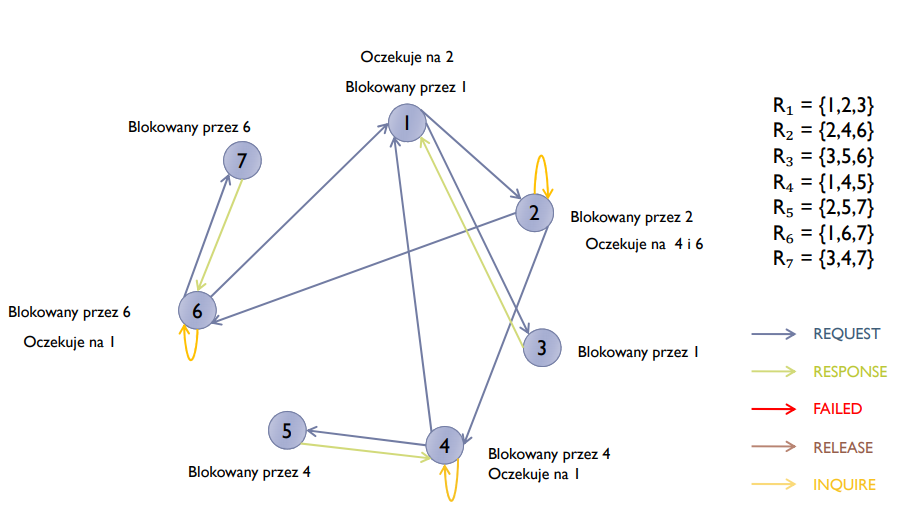 Oczekuje na 2
Blokowany przez 1
Blokowany przez 6
1
7
2
Blokowany przez 2
Oczekuje na 4 i 6
6
Blokowany przez 6
Oczekuje na 1
3
Blokowany przez 1
5
Blokowany przez 4
4
Blokowany przez 4
Oczekuje na 1
R₁ = {1,2,3}
R₂ = {2,4,6}
R₃ = {3,5,6}
R₄ = {1,4,5}
R₅ = {2,5,7}
R₆ = {1,6,7}
R₇ = {3,4,7}
REQUEST
RESPONSE
FAILED
RELEASE
INQUIRE